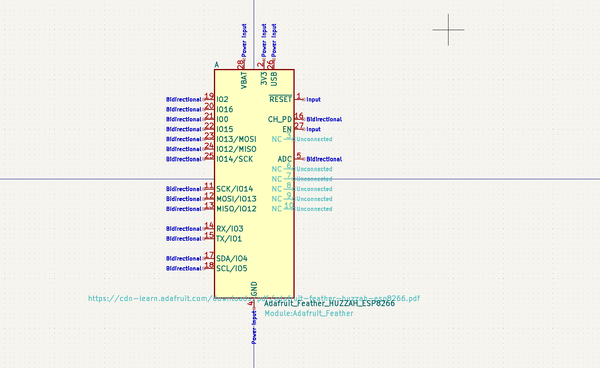 Power Input
Power Input
Power Input
28
2
26
A
VBAT
3V3
USB
Bidirectional 19 IO2 RESET 1 Input
Bidirectional 20 IO16
Bidirectional 21 IO0 CH_PD 16 Bidirectional
Bidirectional 22 IO15 EN 27 Input
Bidirectional 23 IO13/MOSI NC Unconnected
Bidirectional 24 IO12/MISO
Bidirectional 25 IO14/SCK ADC 5 Bidirectional
NC 6 Unconnected
NC 7 Unconnected
Bidirectional 11 SCK/IO14 NC 8 Unconnected
Bidirectional 12 MOSI/IO13 NC 9 Unconnected
Bidirectional 13 MISO/IO12 NC 10 Unconnected
Bidirectional 14 RX/IO3
Bidirectional 15 TX/IO1
Bidirectional 17 SDA/IO4
Bidirectional 18 SCL/IO5
GND
https://cdn-learn.adafruit.com/downloads/pdf/adafruit-feather-huzzah-esp8266.pdf
4 Adafruit_Feather_HUZZAH_ESP8266
Module:Adafruit_Feather
Power Input